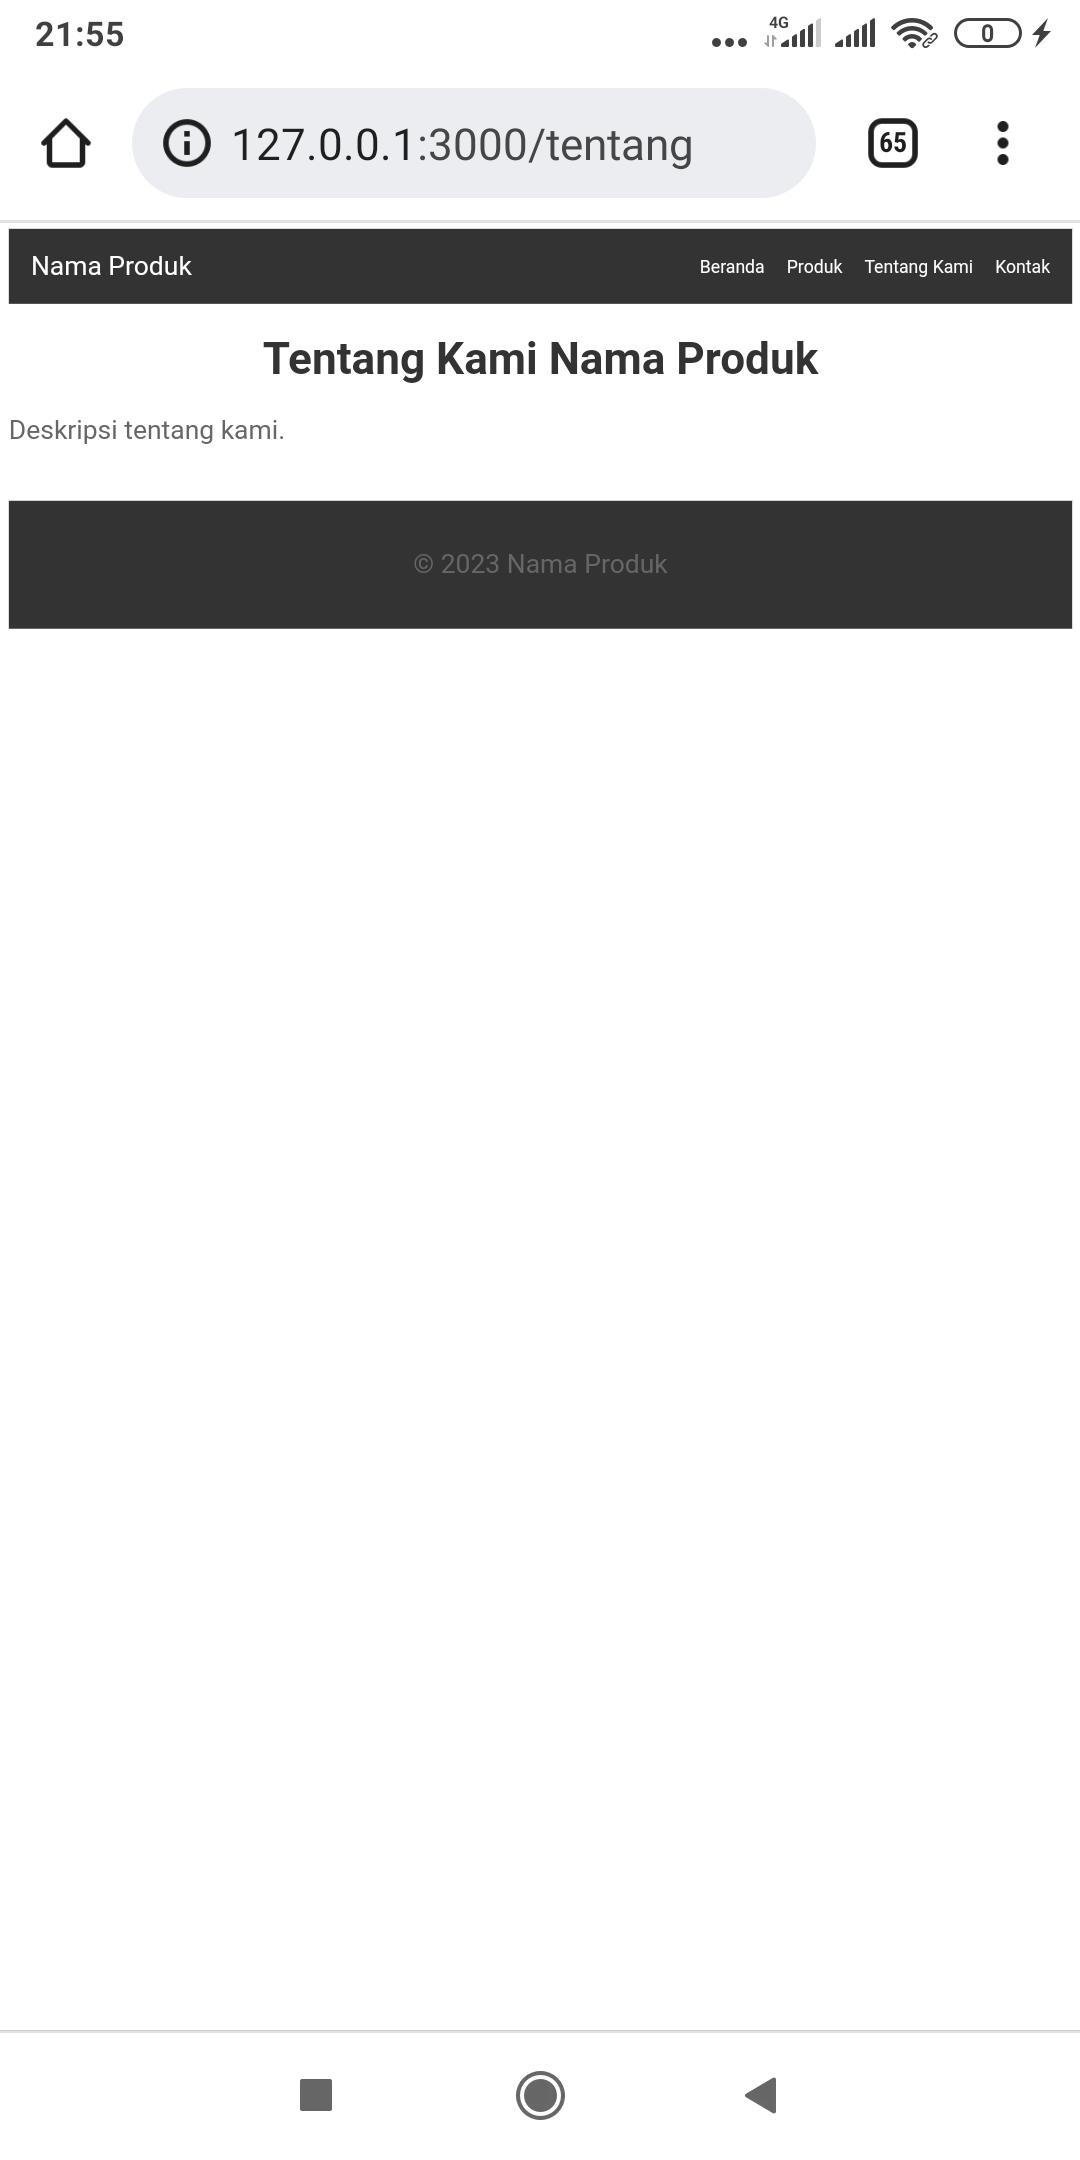 21:55
4G
0
127.0.0.1:3000/tentang
65
Nama Produk
Beranda Produk Tentang Kami Kontak
Tentang Kami Nama Produk
Deskripsi tentang kami.
© 2023 Nama Produk